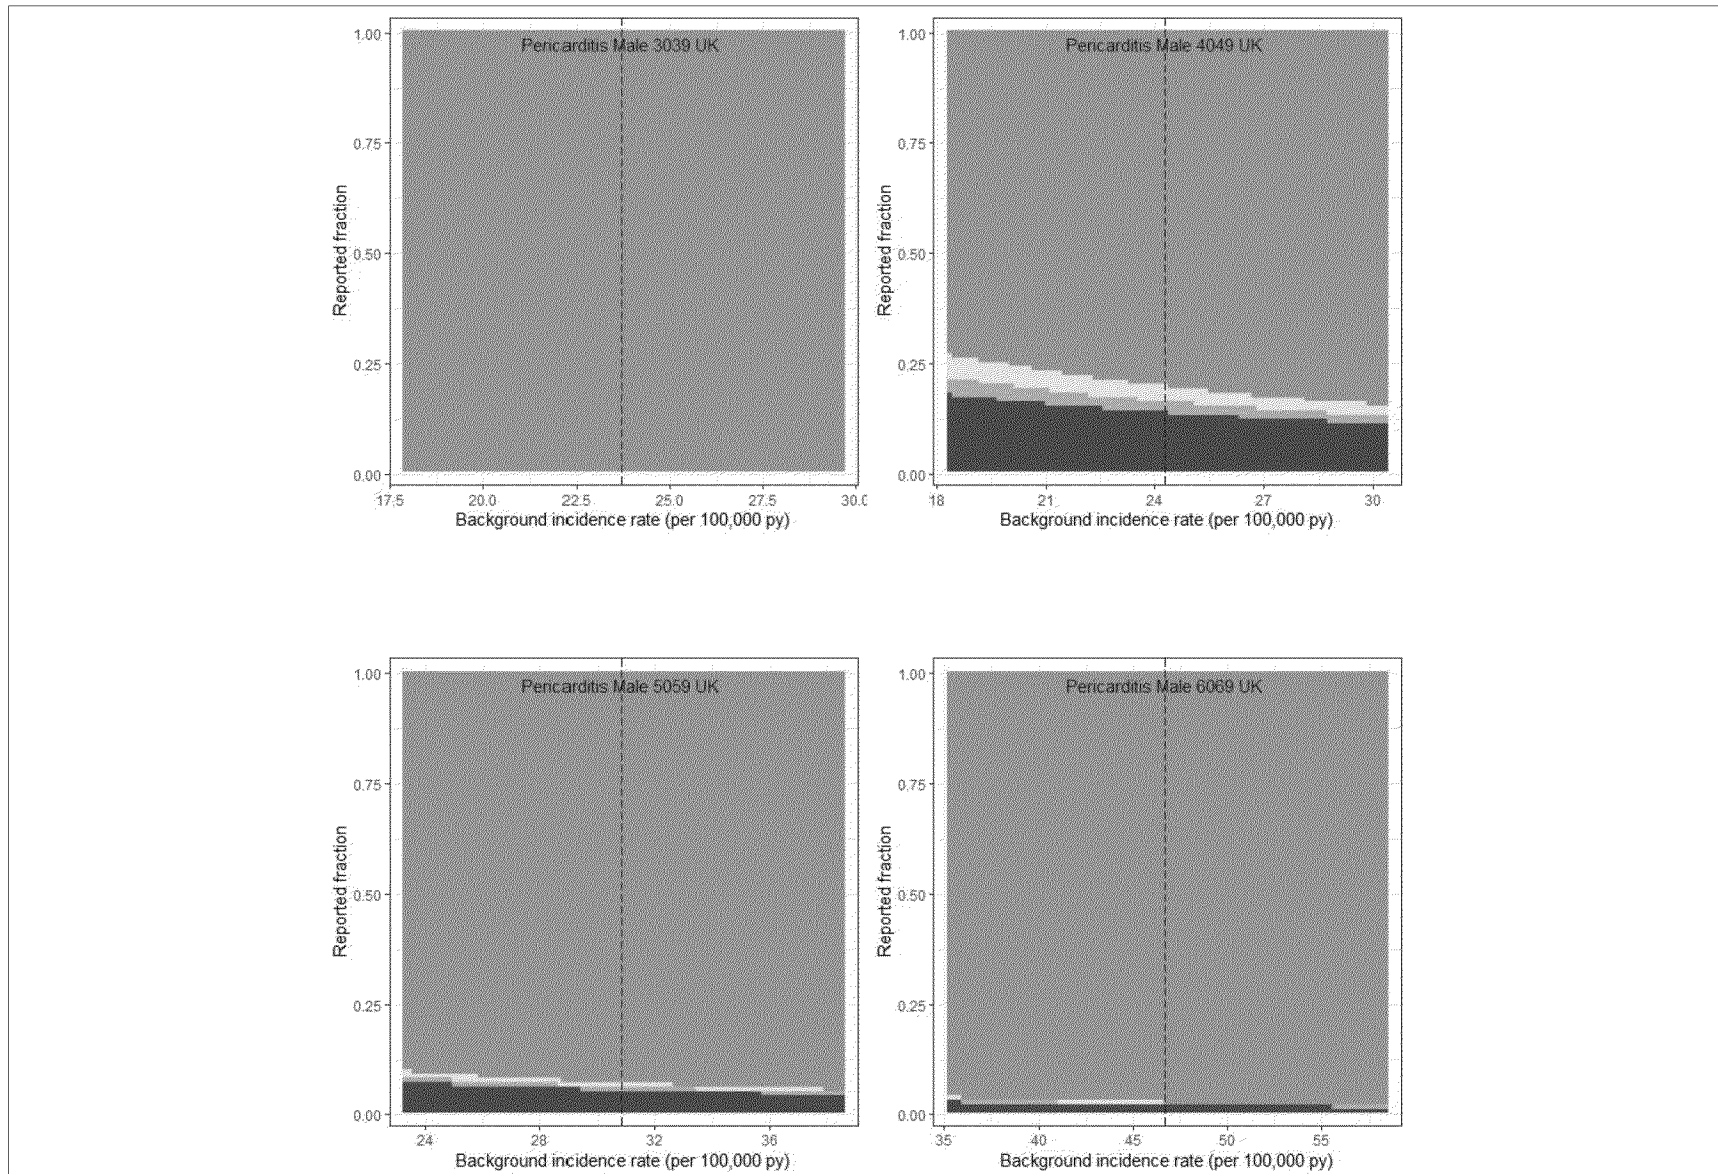 Pericarditis Male 3039 UK
Reported fraction
1.00
0.75
0.50
0.25
0.00
17.5 20.0 22.5 25.0 27.5 30.0
Background incidence rate (per 100,000 py)
Pericarditis Male 4049 UK
Reported fraction
1.00
0.75
0.50
0.25
0.00
18 21 24 27 30
Background incidence rate (per 100,000 py)
Pericarditis Male 5059 UK
Reported fraction
1.00
0.75
0.50
0.25
0.00
24 28 32 36
Background incidence rate (per 100,000 py)
Pericarditis Male 6069 UK
Reported fraction
1.00
0.75
0.50
0.25
0.00
35 40 45 50 55
Background incidence rate (per 100,000 py)